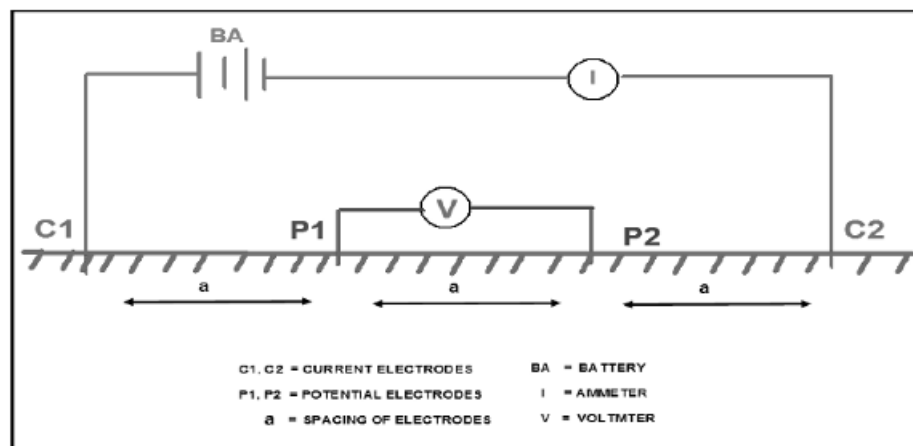 BA
I
V
C1 P1 P2 C2
a a a
C1, C2 = CURRENT ELECTRODES BA = BATTERY
P1, P2 = POTENTIAL ELECTRODES I = AMMETER
a = SPACING OF ELECTRODES V = VOLTMTER